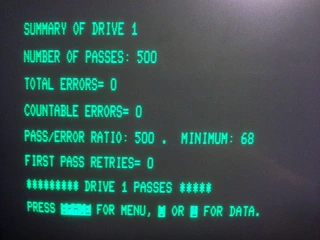 SUMMARY OF DRIVE 1
NUMBER OF PASSES: 500
TOTAL ERRORS= 0
COUNTABLE ERRORS= 0
PASS/ERROR RATIO: 500 . MINIMUM: 68
FIRST PASS RETRIES= 0
********* DRIVE 1 PASSES *****
PRESS FOR MENU, OR FOR DATA.